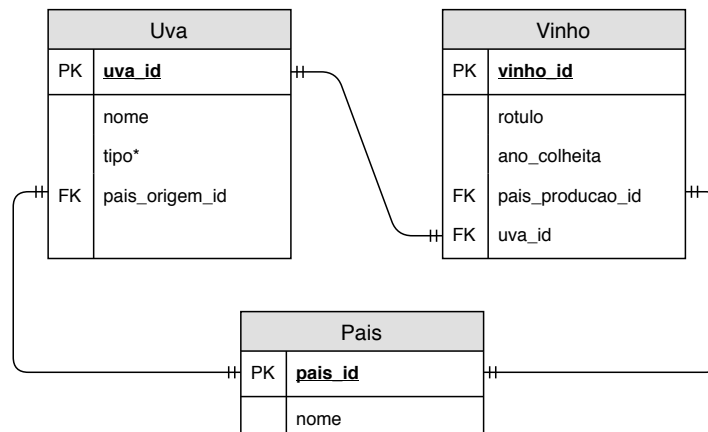 Uva
PK uva_id
nome
tipo*
FK pais_origem_id
Vinho
PK vinho_id
rotulo
ano_colheita
FK pais_producao_id
FK uva_id
Pais
PK pais_id
nome